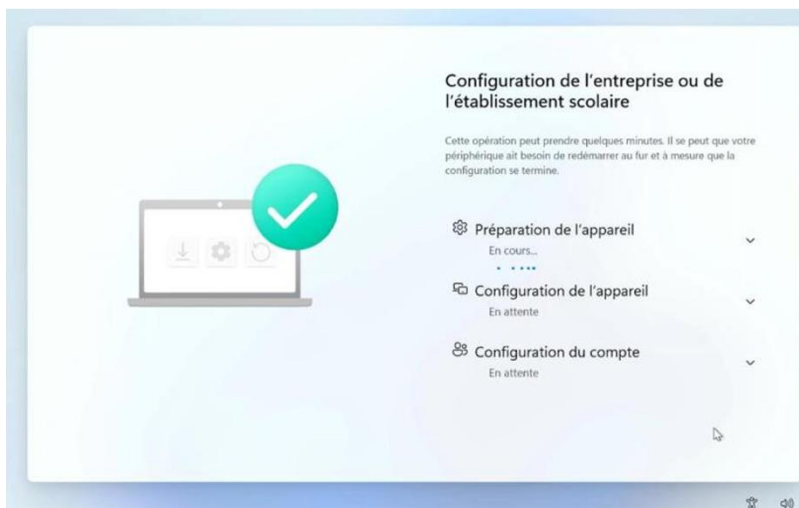 Configuration de l'entreprise ou de
l'établissement scolaire
Cette opération peut prendre quelques minutes. Il se peut que votre
périphérique ait besoin de redémarrer au fur et à mesure que la
configuration se termine.
Préparation de l'appareil
En cours...
Configuration de l'appareil
En attente
Configuration du compte
En attente